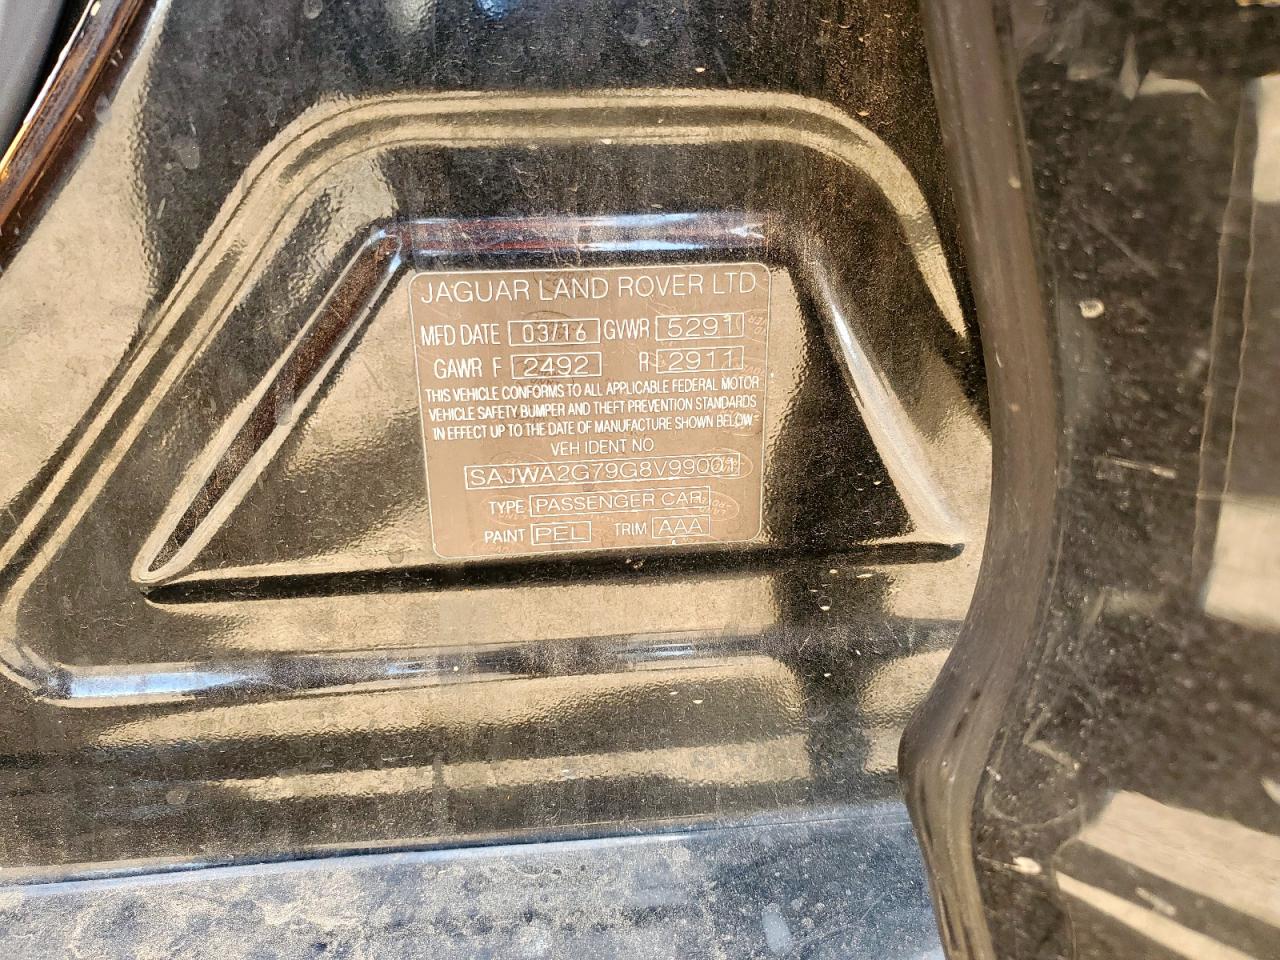 JAGUAR LAND ROVER LTD
MFD DATE 03/16 GVWR 5291
GAWR F 2492 R 2911
THIS VEHICLE CONFORMS TO ALL APPLICABLE FEDERAL MOTOR
VEHICLE SAFETY BUMPER AND THEFT PREVENTION STANDARDS
IN EFFECT UP TO THE DATE OF MANUFACTURE SHOWN BELOW
VEH IDENT NO
SAJWA2G79G8V99001
TYPE PASSENGER CAR
PAINT PEL TRIM AAA